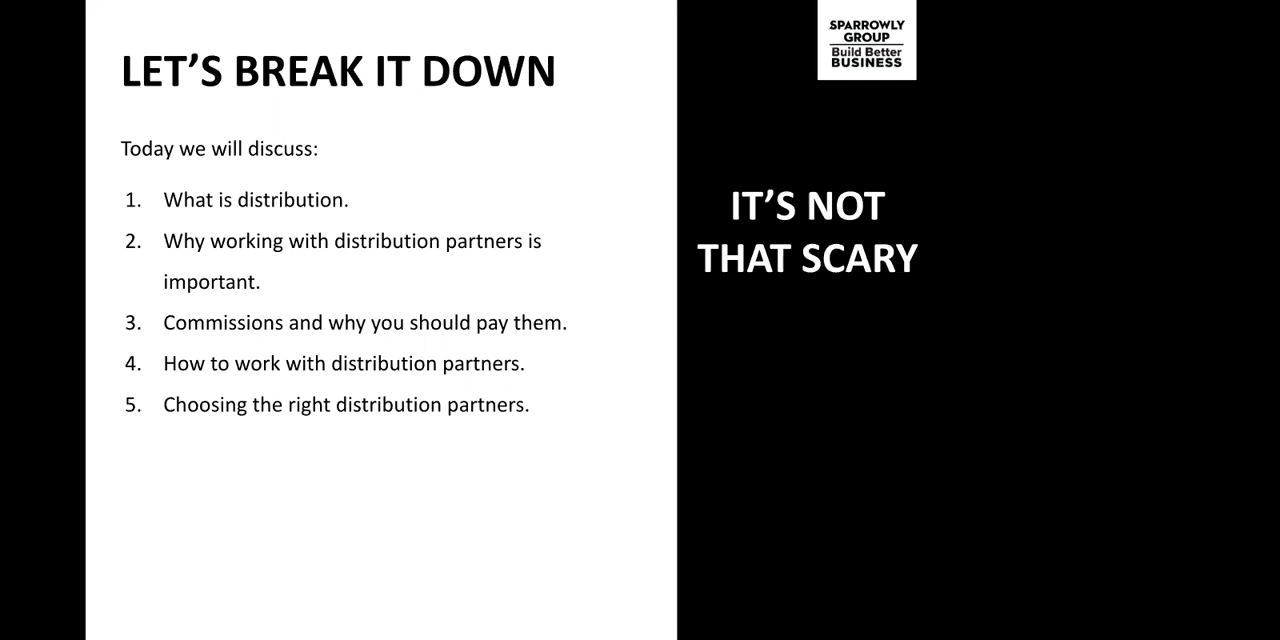 LET’S BREAK IT DOWN
Today we will discuss:
1. What is distribution.
2. Why working with distribution partners is
important.
3. Commissions and why you should pay them.
4. How to work with distribution partners.
5. Choosing the right distribution partners.
SPARROWLY
GROUP
Build Better
BUSINESS
IT’S NOT
THAT SCARY